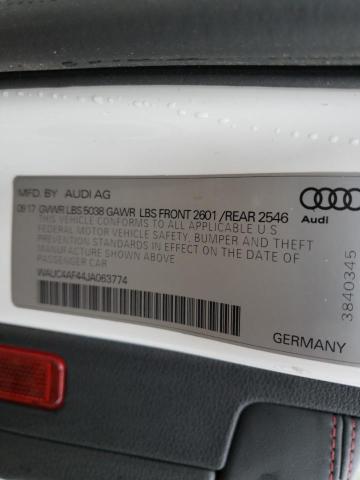 MFD. BY AUDI AG
09 17 GVWR LBS 5038 GAWR LBS FRONT 2601 / REAR 2546
THIS VEHICLE CONFORMS TO ALL APPLICABLE U S
FEDERAL MOTOR VEHICLE SAFETY, BUMPER AND THEFT
PREVENTION STANDARDS IN EFFECT ON THE DATE OF
MANUFACTURE SHOWN ABOVE.
PASSENGER CAR
WAUC4AF44JA063774
Audi
GERMANY
3840345